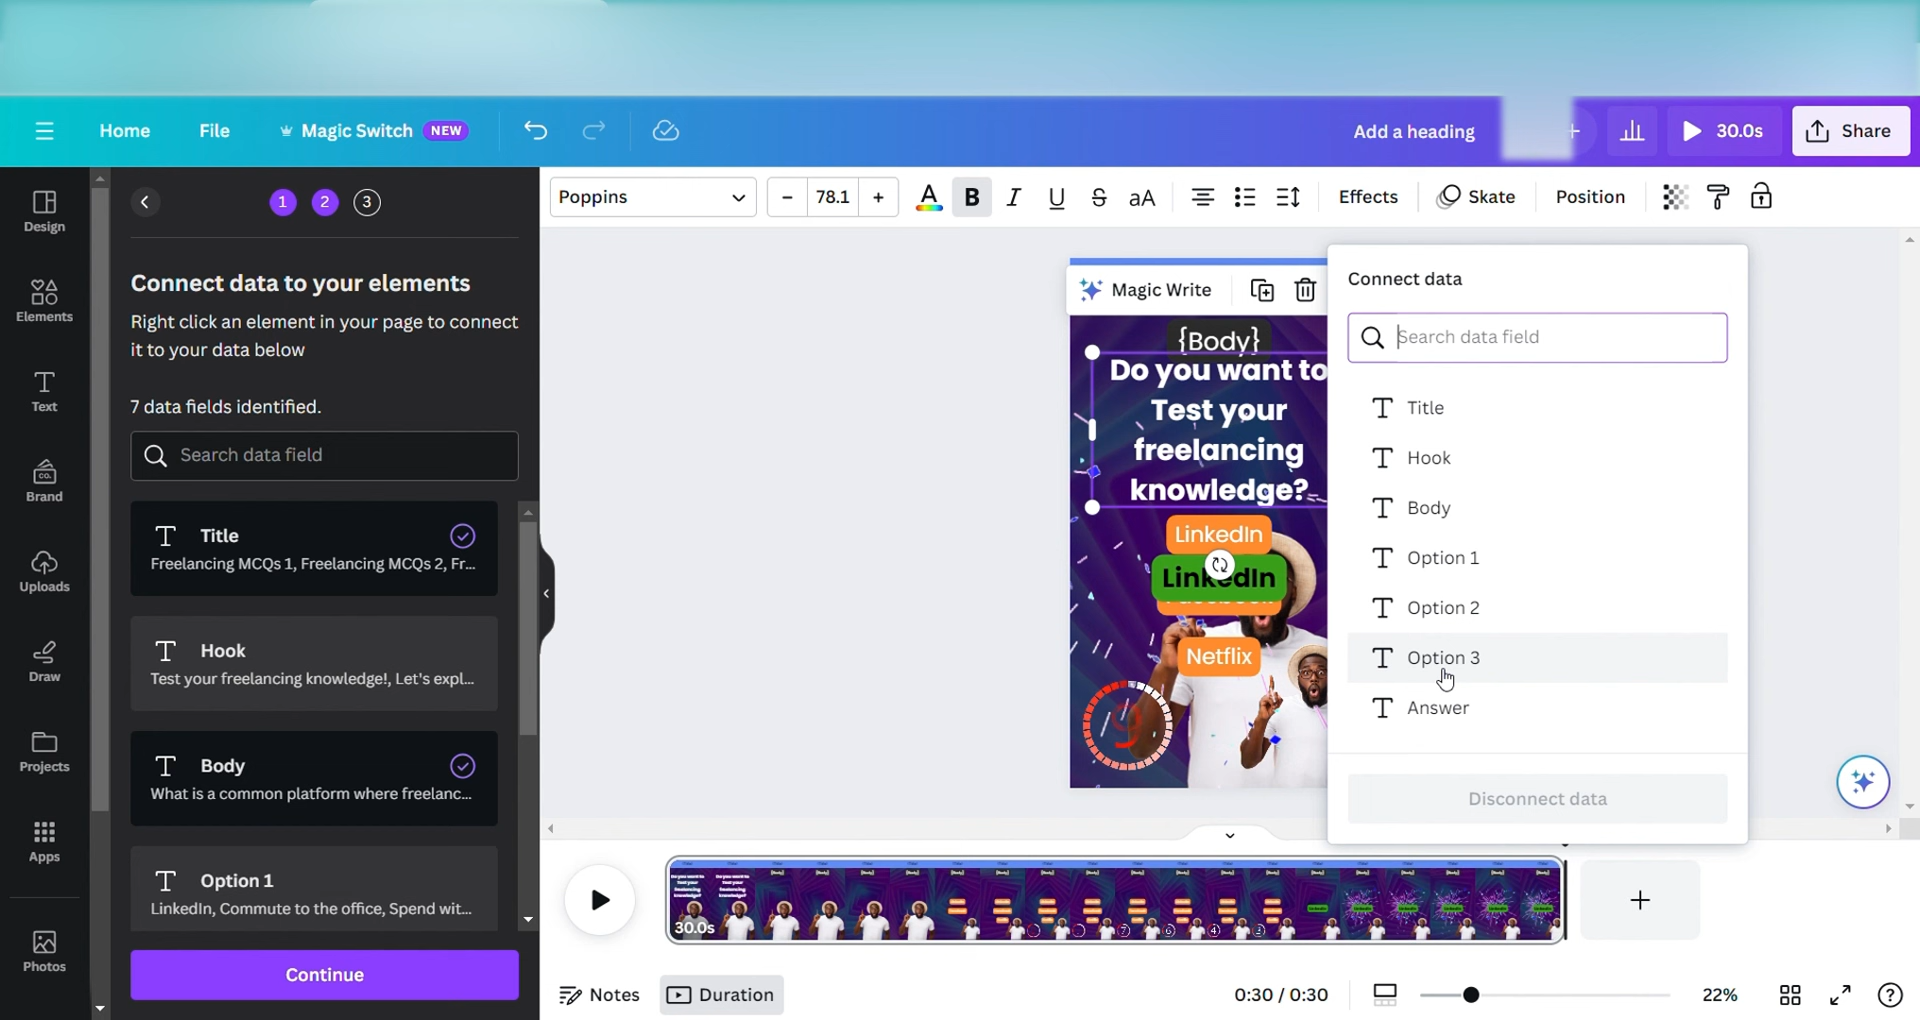 Home
File
Magic Switch NEW
Add a heading
30.0s
Share
Design
Elements
Text
Brand
Uploads
Draw
Projects
Apps
Photos
1 2 3
Connect data to your elements
Right click an element in your page to connect
it to your data below
7 data fields identified.
Search data field
Title
Freelancing MCQs 1, Freelancing MCQs 2, Fr...
Hook
Test your freelancing knowledge!, Let's expl...
Body
What is a common platform where freelanc...
Option 1
LinkedIn, Commute to the office, Spend wit...
Continue
Poppins
- 78.1 +
A B I U S aA
Effects
Skate
Position
Magic Write
{Body}
Do you want to
Test your
freelancing
knowledge?
LinkedIn
LinkedIn
Facebook
Netflix
9
Connect data
Search data field
Title
Hook
Body
Option 1
Option 2
Option 3
Answer
Disconnect data
30.0s
Notes
Duration
0:30 / 0:30
22%